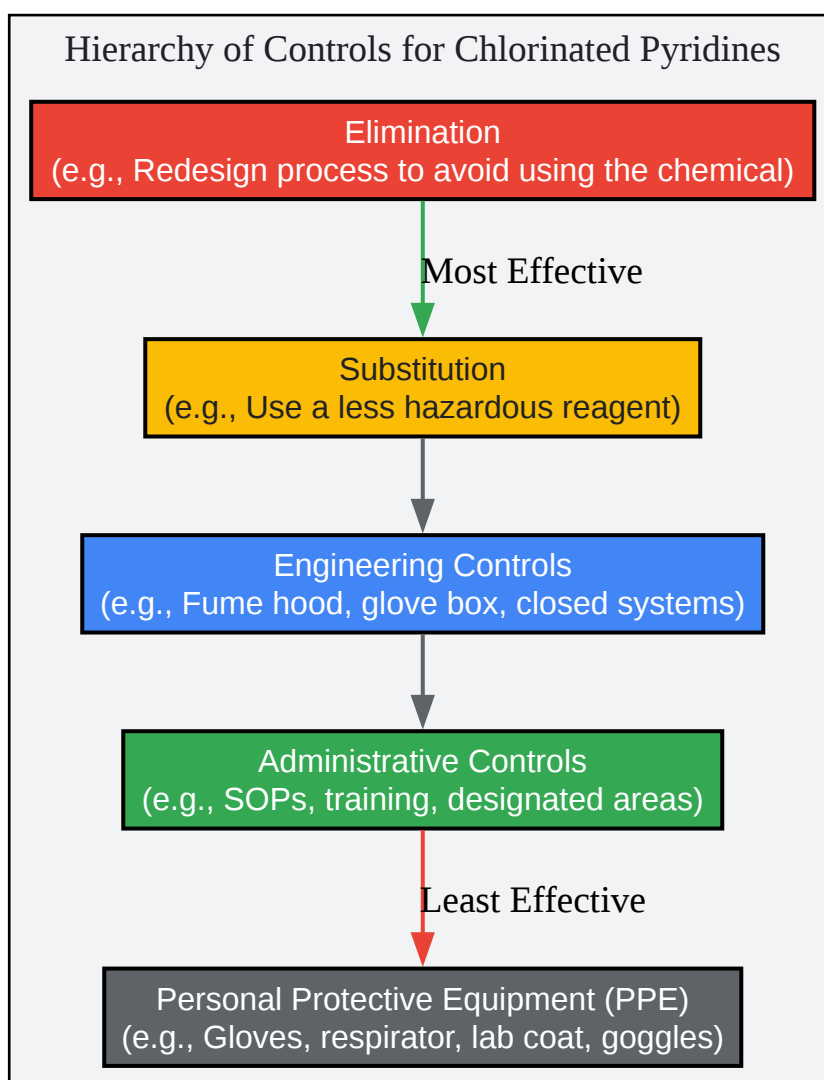 Hierarchy of Controls for Chlorinated Pyridines
Elimination
(e.g., Redesign process to avoid using the chemical)
Most Effective
Substitution
(e.g., Use a less hazardous reagent)
Engineering Controls
(e.g., Fume hood, glove box, closed systems)
Administrative Controls
(e.g., SOPs, training, designated areas)
Least Effective
Personal Protective Equipment (PPE)
(e.g., Gloves, respirator, lab coat, goggles)